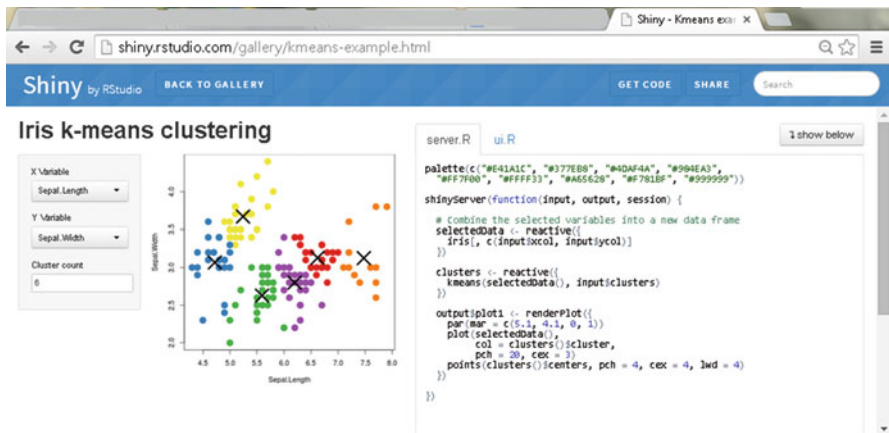 Shiny - Kmeans exar ×
shiny.rstudio.com/gallery/kmeans-example.html
Shiny by RStudio
BACK TO GALLERY
GET CODE
SHARE
Search
Iris k-means clustering
X Variable
Sepal.Length
Y Variable
Sepal.Width
Cluster count
6
Sepal.Width
4.0
3.5
3.0
2.5
2.0
4.5 5.0 5.5 6.0 6.5 7.0 7.5 8.0
Sepal.Length
server.R
ui.R
show below
palette(c("#E41A1C", "#377EB8", "#4DAF4A", "#984EA3",
"#FF7F00", "#FFFF33", "#A65628", "#F781BF", "#999999"))
shinyServer(function(input, output, session) {
# Combine the selected variables into a new data frame
selectedData <- reactive({
iris[, c(input$xcol, input$ycol)]
})
clusters <- reactive({
kmeans(selectedData(), input$clusters)
})
output$plot1 <- renderPlot({
par(mar = c(5.1, 4.1, 0, 1))
plot(selectedData(),
col = clusters()$cluster,
pch = 20, cex = 3)
points(clusters()$centers, pch = 4, cex = 4, lwd = 4)
})
})